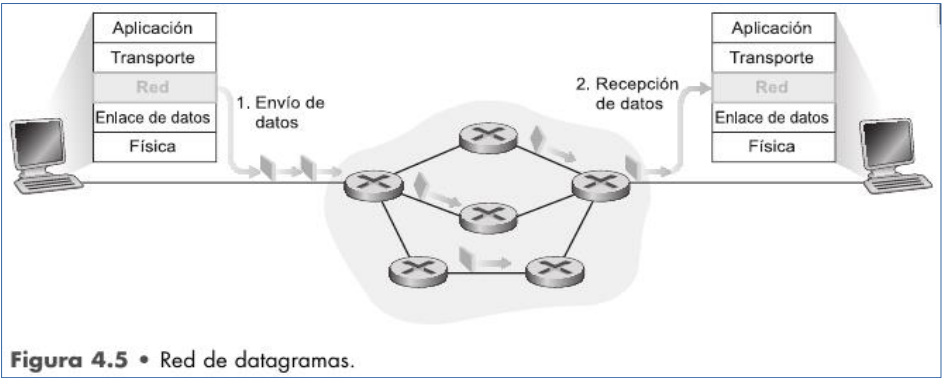 Aplicación
Transporte
Red
Enlace de datos
Física
1. Envío de
datos
2. Recepción
de datos
Aplicación
Transporte
Red
Enlace de datos
Física
Figura 4.5 • Red de datagramas.